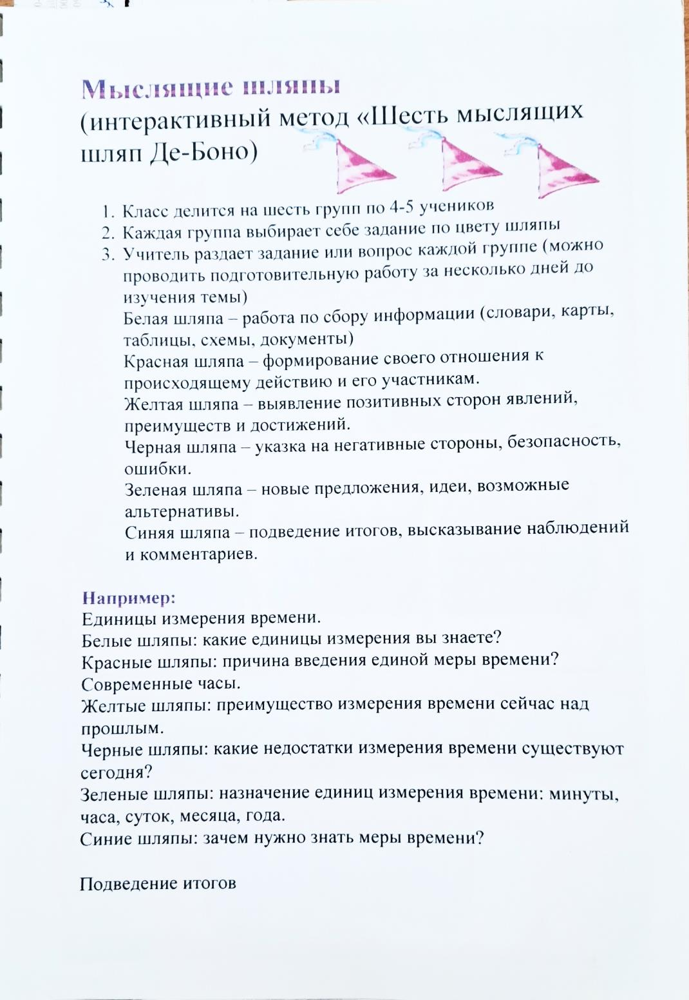 Мыслящие шляпы
(интерактивный метод «Шесть мыслящих
шляп Де-Боно)
1. Класс делится на шесть групп по 4-5 учеников
2. Каждая группа выбирает себе задание по цвету шляпы
3. Учитель раздает задание или вопрос каждой группе (можно
проводить подготовительную работу за несколько дней до
изучения темы)
Белая шляпа – работа по сбору информации (словари, карты,
таблицы, схемы, документы)
Красная шляпа – формирование своего отношения к
происходящему действию и его участникам.
Желтая шляпа – выявление позитивных сторон явлений,
преимуществ и достижений.
Черная шляпа – указка на негативные стороны, безопасность,
ошибки.
Зеленая шляпа – новые предложения, идеи, возможные
альтернативы.
Синяя шляпа – подведение итогов, высказывание наблюдений
и комментариев.
Например:
Единицы измерения времени.
Белые шляпы: какие единицы измерения вы знаете?
Красные шляпы: причина введения единой меры времени?
Современные часы.
Желтые шляпы: преимущество измерения времени сейчас над
прошлым.
Черные шляпы: какие недостатки измерения времени существуют
сегодня?
Зеленые шляпы: назначение единиц измерения времени: минуты,
часа, суток, месяца, года.
Синие шляпы: зачем нужно знать меры времени?
Подведение итогов